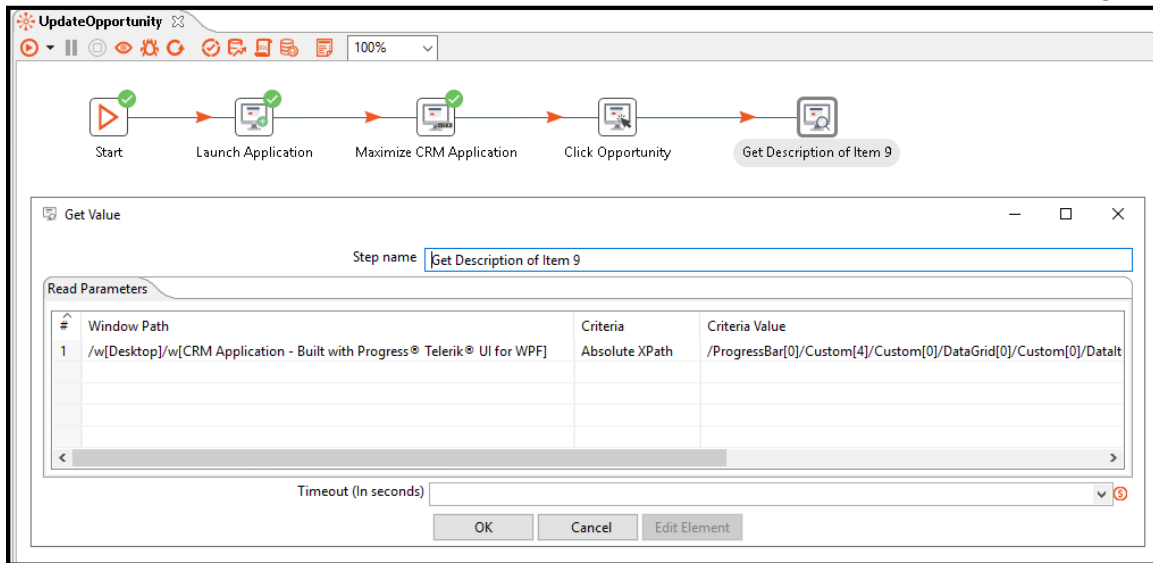 UpdateOpportunity
100%
Start
Launch Application
Maximize CRM Application
Click Opportunity
Get Description of Item 9
Get Value
Step name
Get Description of Item 9
Read Parameters
# Window Path Criteria Criteria Value
1 /w[Desktop]/w[CRM Application - Built with Progress® Telerik® UI for WPF] Absolute XPath /ProgressBar[0]/Custom[4]/Custom[0]/DataGrid[0]/Custom[0]/DataIt
Timeout (In seconds)
OK Cancel Edit Element